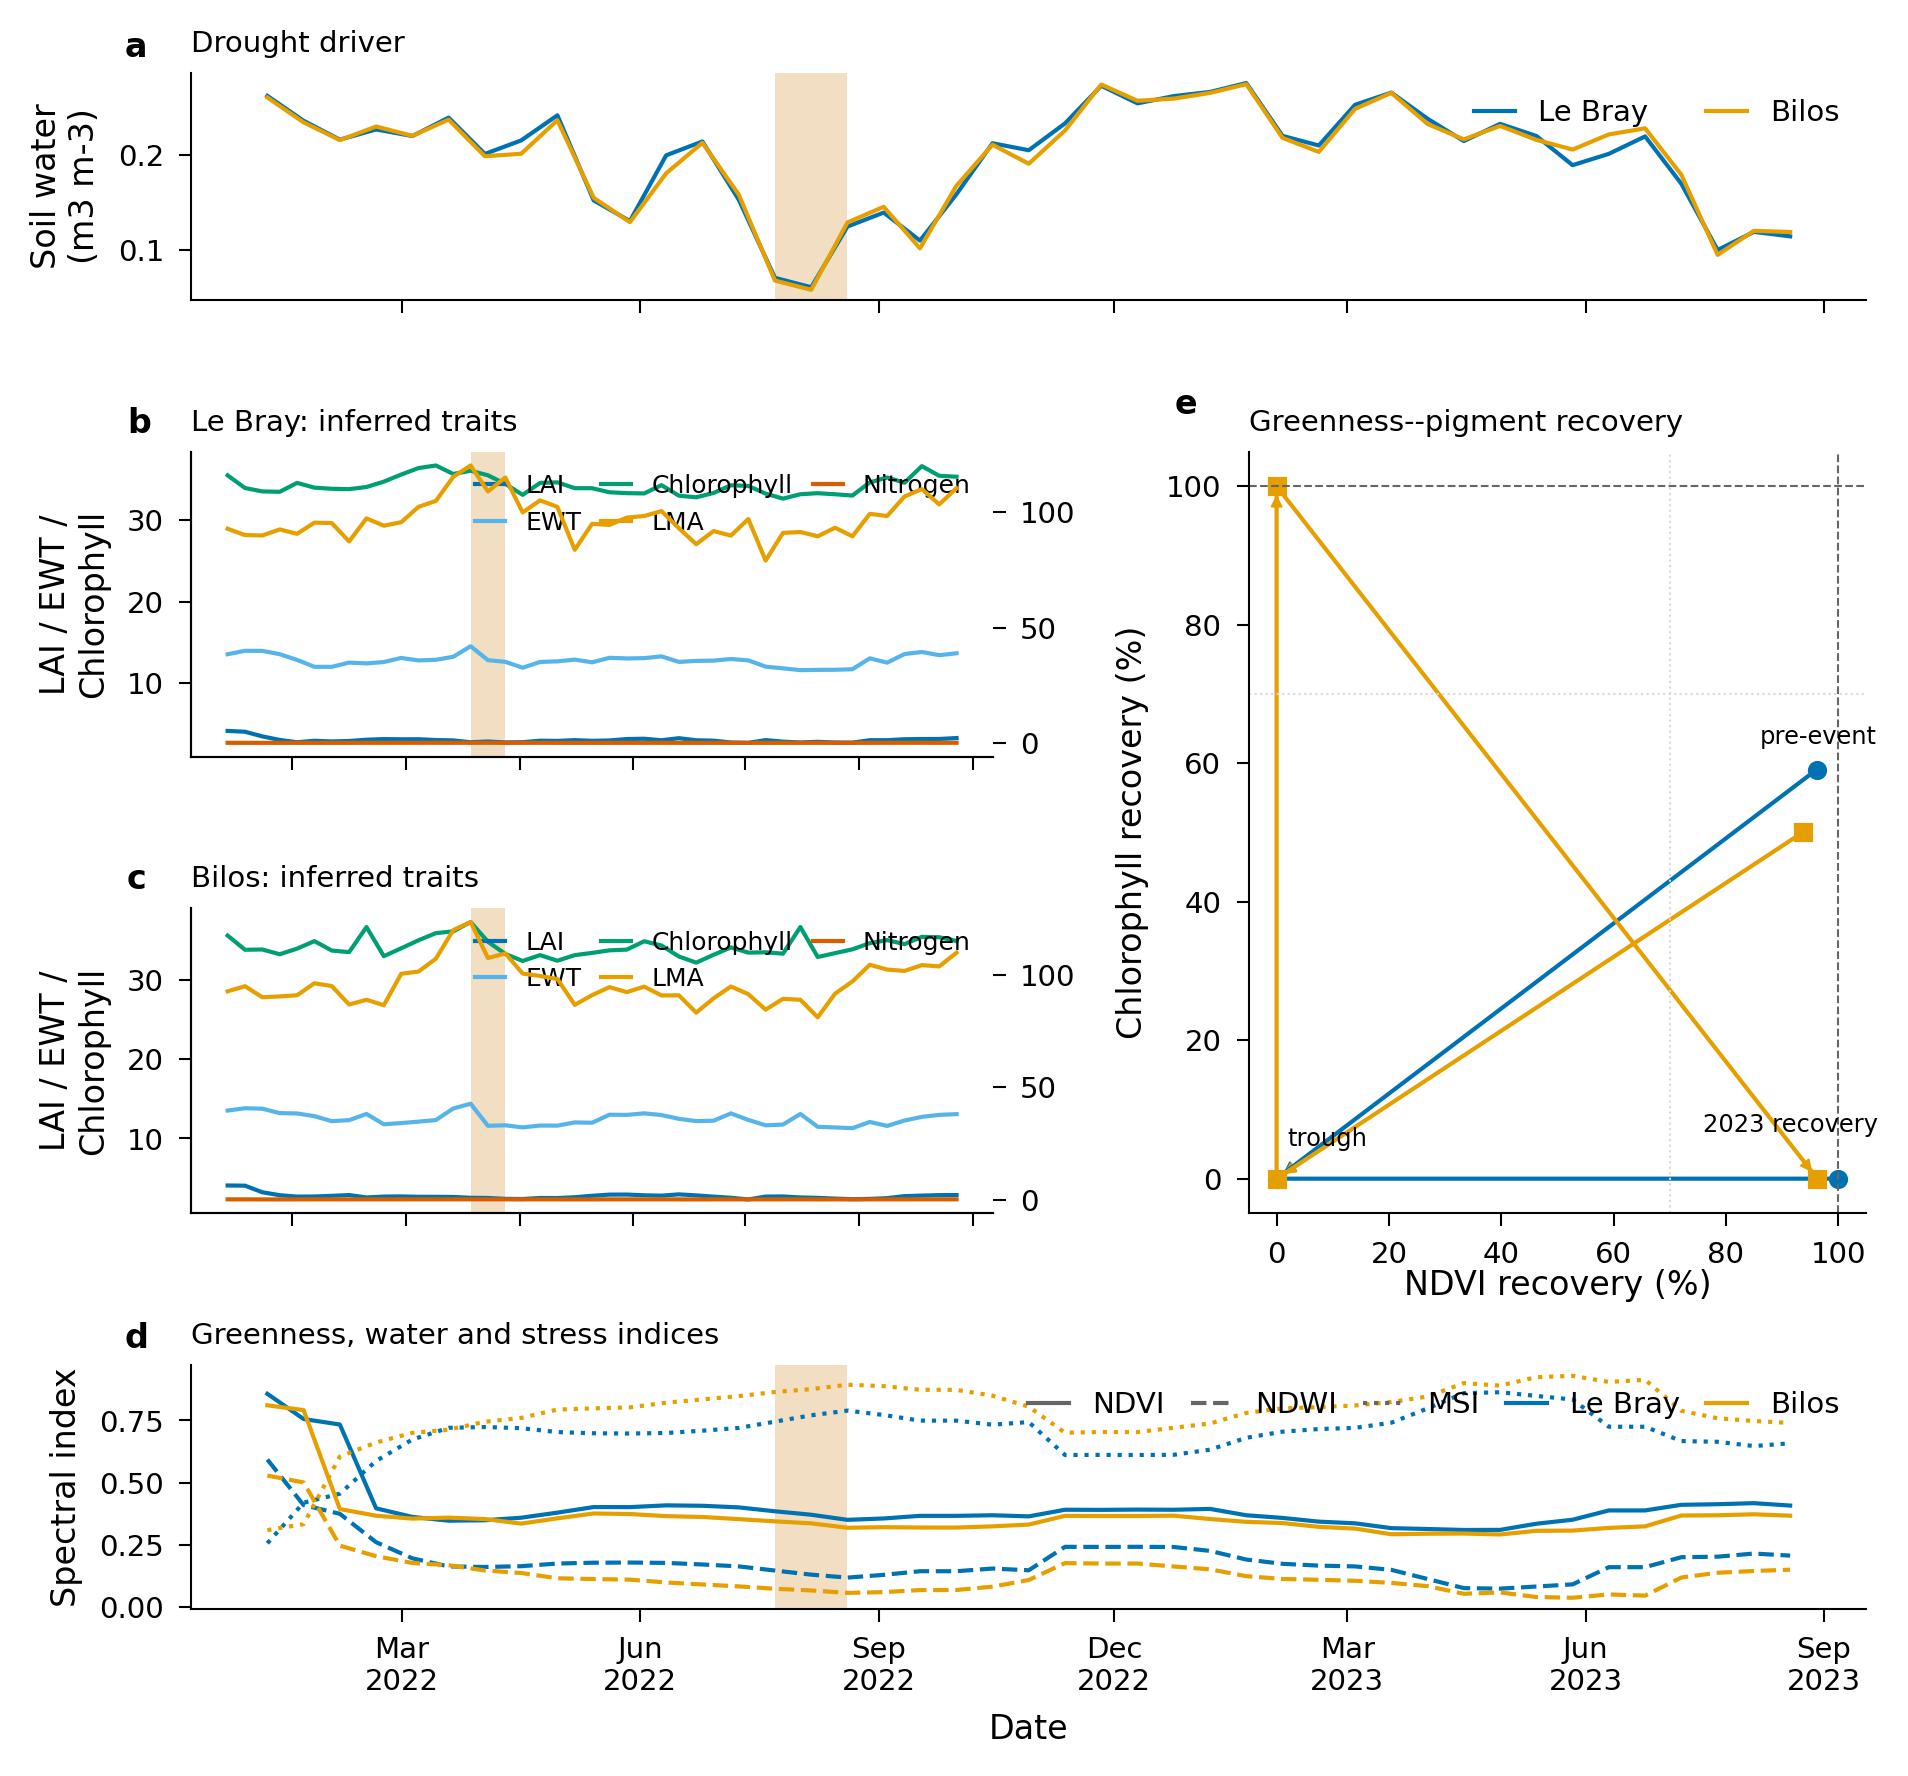 a Drought driver
Soil water
(m3 m-3)
0.2
0.1
Le Bray Bilos
b Le Bray: inferred traits
LAI / EWT /
Chlorophyll
30
20
10
LAI Chlorophyll Nitrogen
EWT LMA
100
50
0
c Bilos: inferred traits
LAI / EWT /
Chlorophyll
30
20
10
LAI Chlorophyll Nitrogen
EWT LMA
100
50
0
e Greenness--pigment recovery
Chlorophyll recovery (%)
100
80
60
40
20
0
pre-event
trough
2023 recovery
0 20 40 60 80 100
NDVI recovery (%)
d Greenness, water and stress indices
Spectral index
0.75
0.50
0.25
0.00
NDVI NDWI MSI Le Bray Bilos
Mar Jun Sep Dec Mar Jun Sep
2022 2022 2022 2022 2023 2023 2023
Date